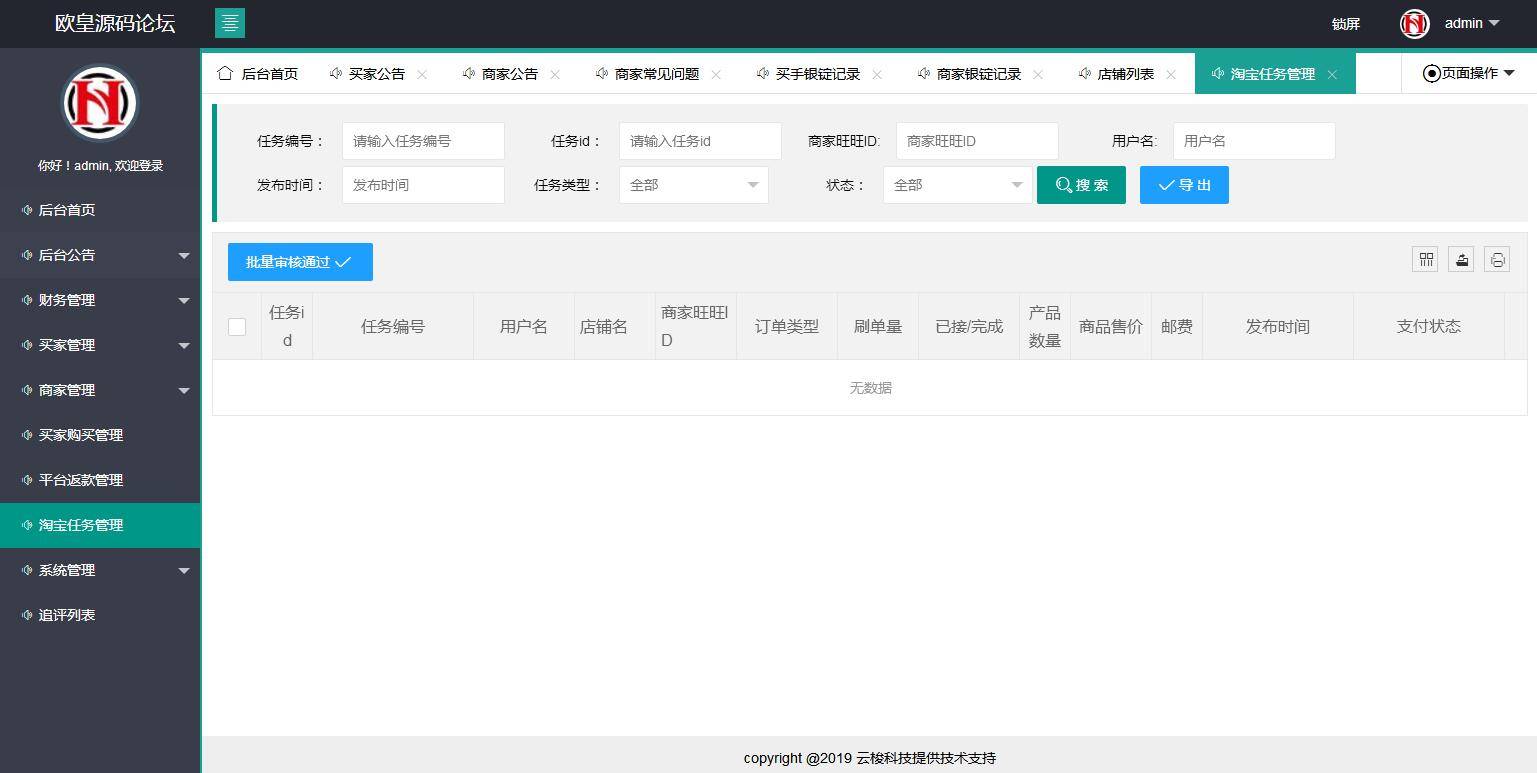 欧皇源码论坛
锁屏
admin
你好！admin, 欢迎登录
后台首页
后台公告
财务管理
买家管理
商家管理
买家购买管理
平台返款管理
淘宝任务管理
系统管理
追评列表
后台首页 买家公告 商家公告 商家常见问题 买手银锭记录 商家银锭记录 店铺列表 淘宝任务管理 页面操作
任务编号： 请输入任务编号 任务id： 请输入任务id 商家旺旺ID: 商家旺旺ID 用户名: 用户名
发布时间： 发布时间 任务类型： 全部 状态： 全部 搜 索 导 出
批量审核通过
任务id 任务编号 用户名 店铺名 商家旺旺ID 订单类型 刷单量 已接/完成 产品数量 商品售价 邮费 发布时间 支付状态
无数据
copyright @2019 云梭科技提供技术支持